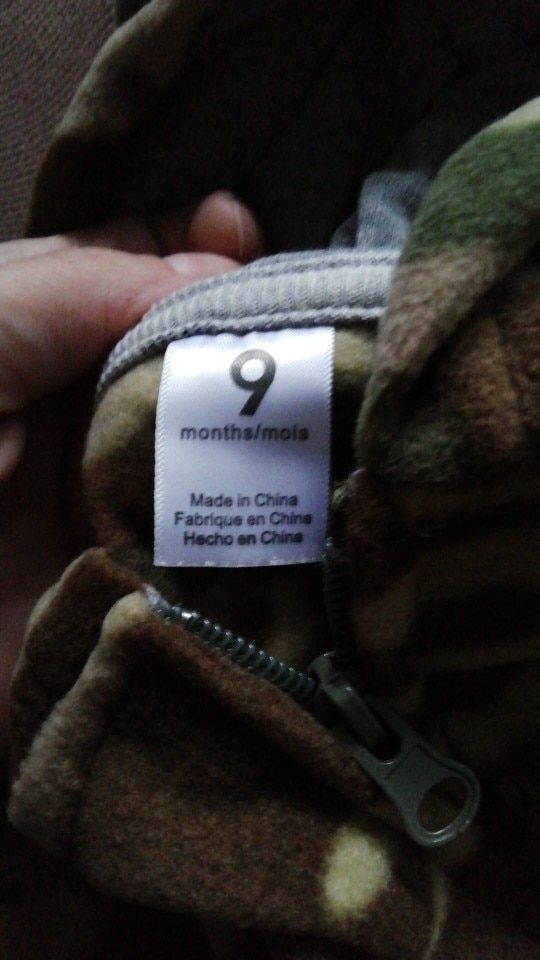 9
months/mois
Made in China
Fabrique en Chine
Hecho en China